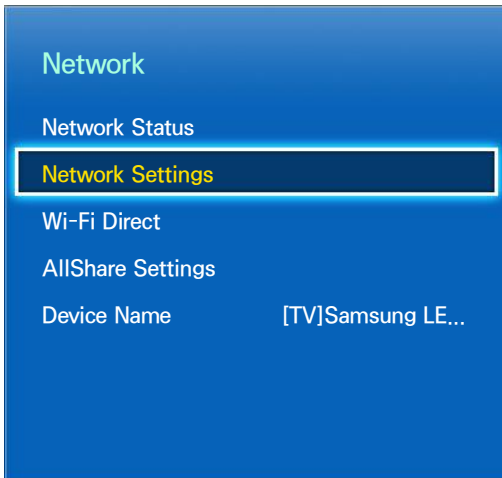 Network
Network Status
Network Settings
Wi-Fi Direct
AllShare Settings
Device Name [TV]Samsung LE...